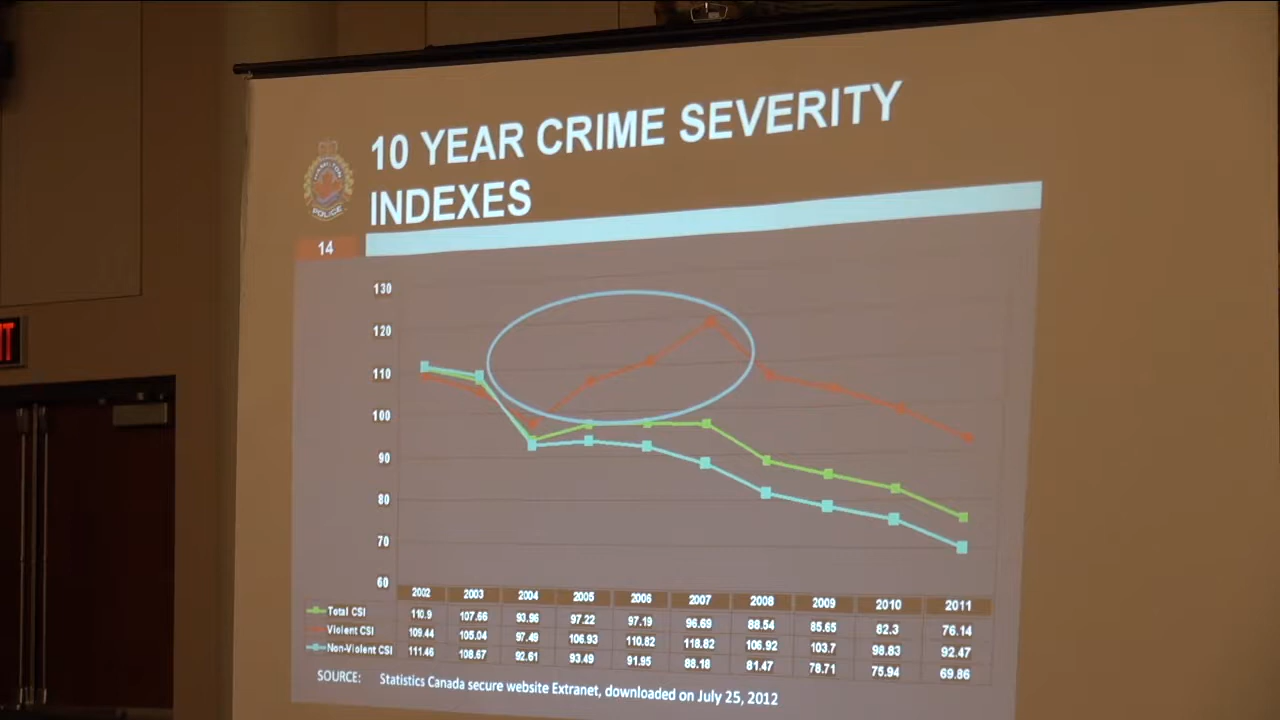 10 YEAR CRIME SEVERITY
INDEXES
HAMILTON
POLICE
14
130
120
110
100
90
80
70
60
2002 2003 2004 2005 2006 2007 2008 2009 2010 2011
Total CSI 110.9 107.66 93.96 97.22 97.19 96.69 88.54 85.65 82.3 76.14
Violent CSI 109.44 105.04 97.49 106.93 110.82 118.82 106.92 103.7 98.83 92.47
Non-Violent CSI 111.46 108.67 92.61 93.49 91.95 88.18 81.47 78.71 75.94 69.86
SOURCE: Statistics Canada secure website Extranet, downloaded on July 25, 2012